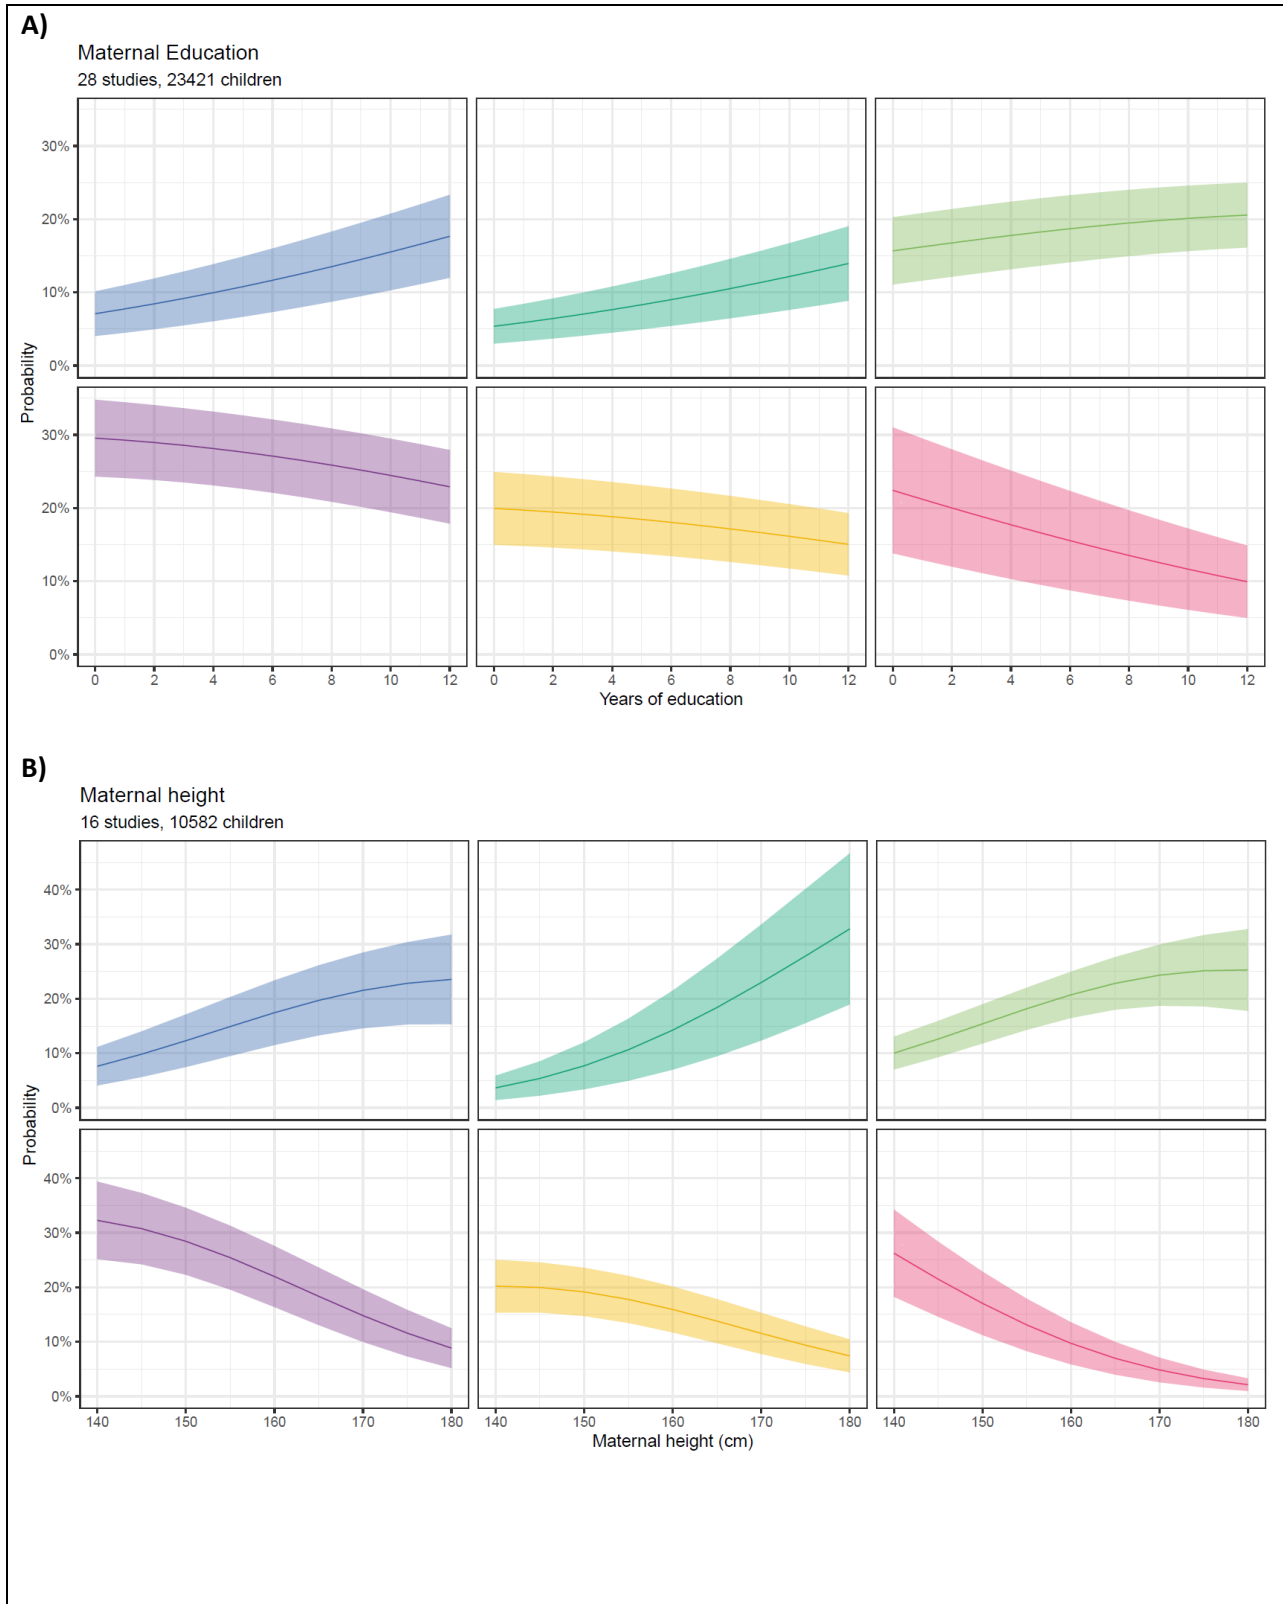 A)
Maternal Education
28 studies, 23421 children
30%
20%
10%
0%
Probability
30%
20%
10%
0%
0 2 4 6 8 10 12 0 2 4 6 8 10 12 0 2 4 6 8 10 12
Years of education
B)
Maternal height
16 studies, 10582 children
40%
30%
20%
10%
0%
Probability
40%
30%
20%
10%
0%
140 150 160 170 180 140 150 160 170 180 140 150 160 170 180
Maternal height (cm)